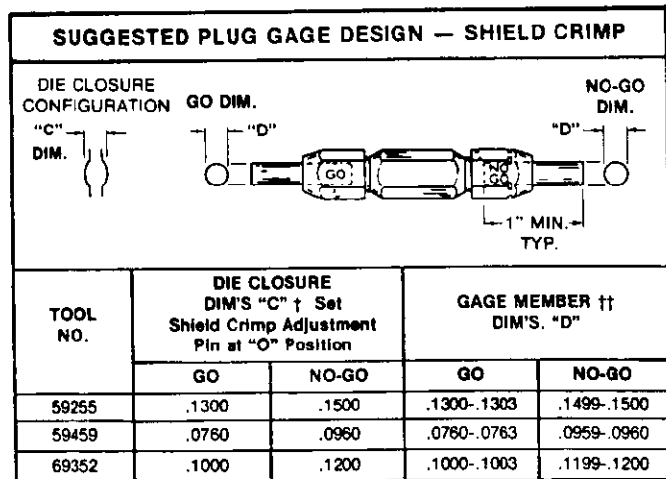 SUGGESTED PLUG GAGE DESIGN — SHIELD CRIMP
DIE CLOSURE
CONFIGURATION
"C"
DIM.
GO DIM.
"D"
NO-GO
DIM.
"D"
GO
NO
GO
1" MIN.
TYP.
TOOL
NO.
DIE CLOSURE
DIM'S "C" † Set
Shield Crimp Adjustment
Pin at "O" Position
GAGE MEMBER ††
DIM'S. "D"
GO NO-GO GO NO-GO
59255 .1300 .1500 .1300-.1303 .1499-.1500
59459 .0760 .0960 .0760-.0763 .0959-.0960
69352 .1000 .1200 .1000-.1003 .1199-.1200